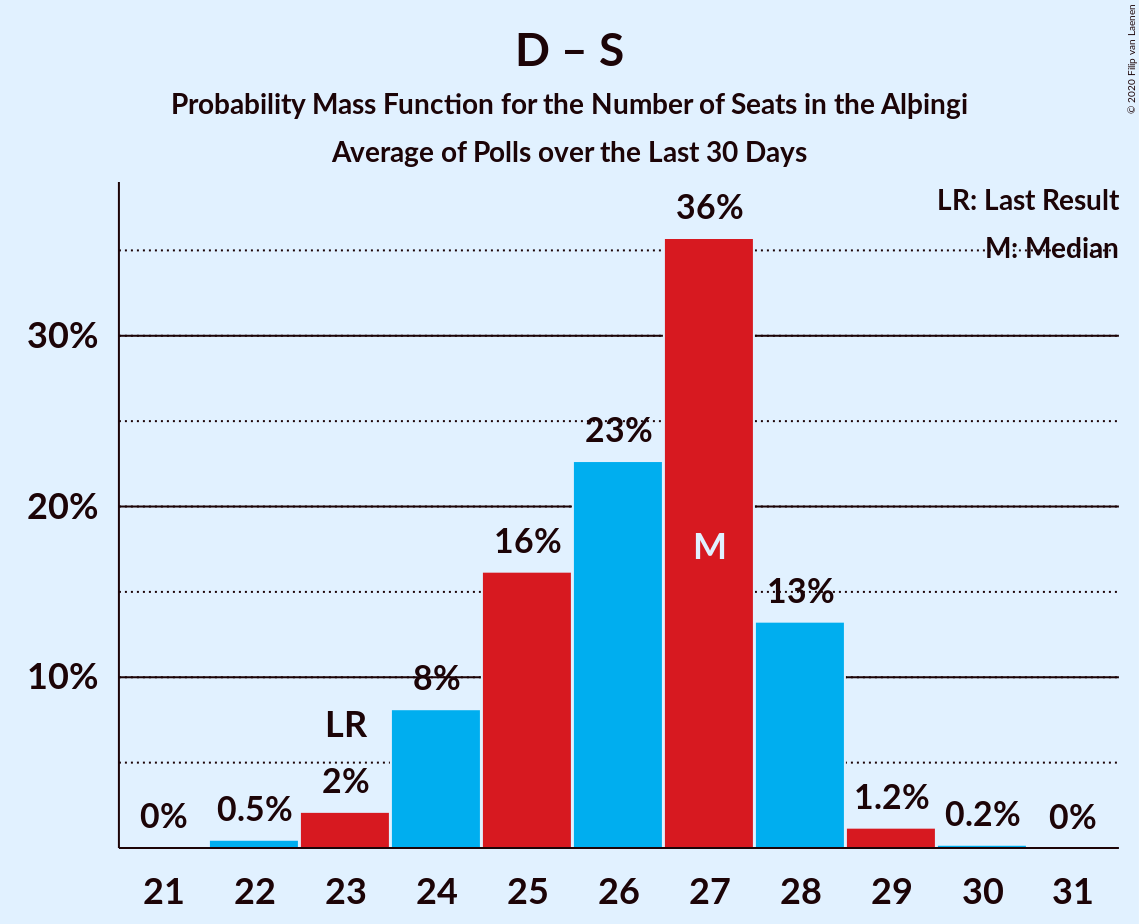 D – S
Probability Mass Function for the Number of Seats in the Alþingi
Average of Polls over the Last 30 Days
© 2020 Filip van Laenen
LR: Last Result
M: Median
30%
20%
10%
0%
0.5%
LR
2%
8%
16%
23%
36%
M
13%
1.2%
0.2%
0%
21 22 23 24 25 26 27 28 29 30 31